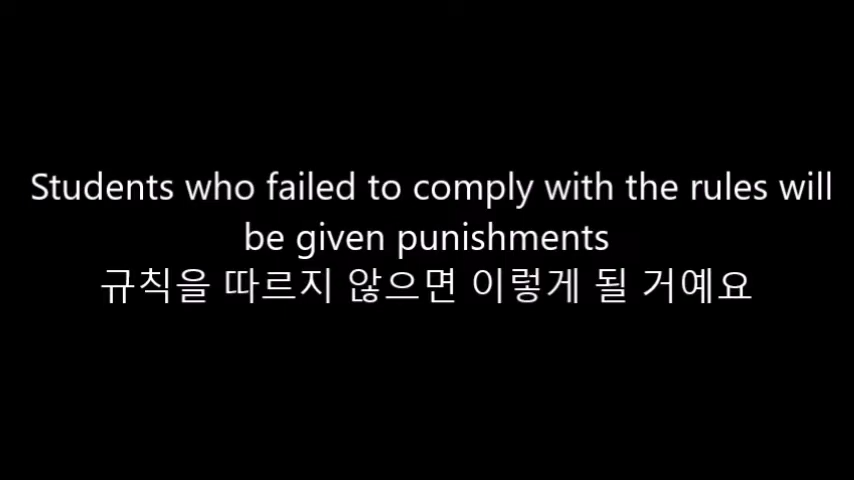 Students who failed to comply with the rules will
be given punishments
규칙을 따르지 않으면 이렇게 될 거예요